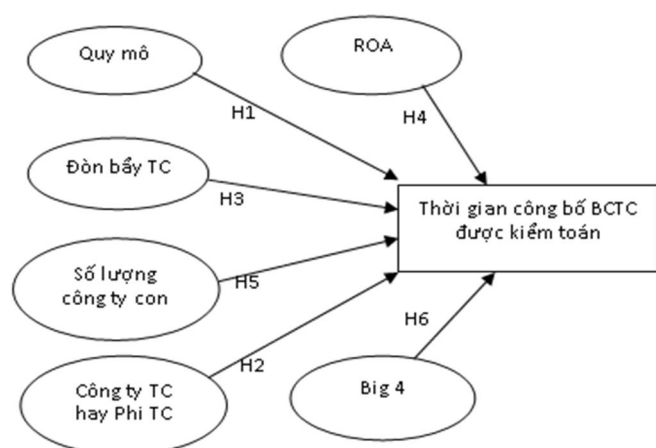 Quy mô
ROA
H1
H4
Đòn bẩy TC
H3
Thời gian công bố BCTC
được kiểm toán
Số lượng
công ty con
H5
H6
H2
Công ty TC
hay Phi TC
Big 4